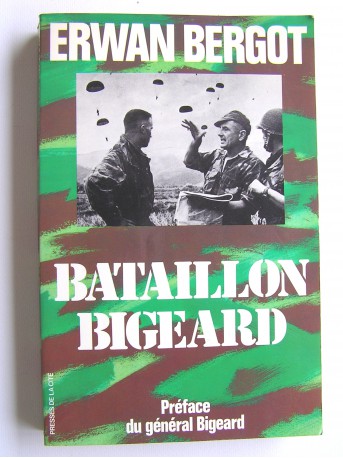 ERWAN BERGOT
BATAILLON
BIGEARD
PRESSES DE LA CITÉ
Préface
du général Bigeard